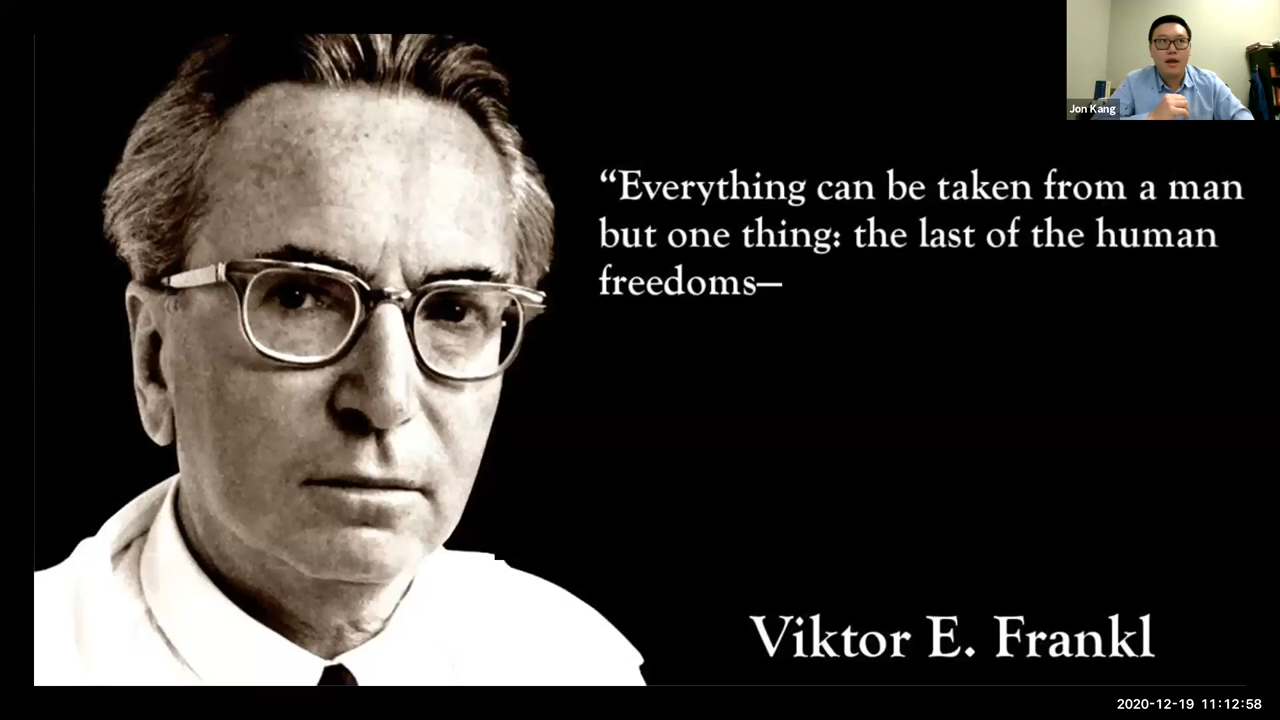 Jon Kang
“Everything can be taken from a man
but one thing: the last of the human
freedoms—
Viktor E. Frankl
2020-12-19 11:12:58